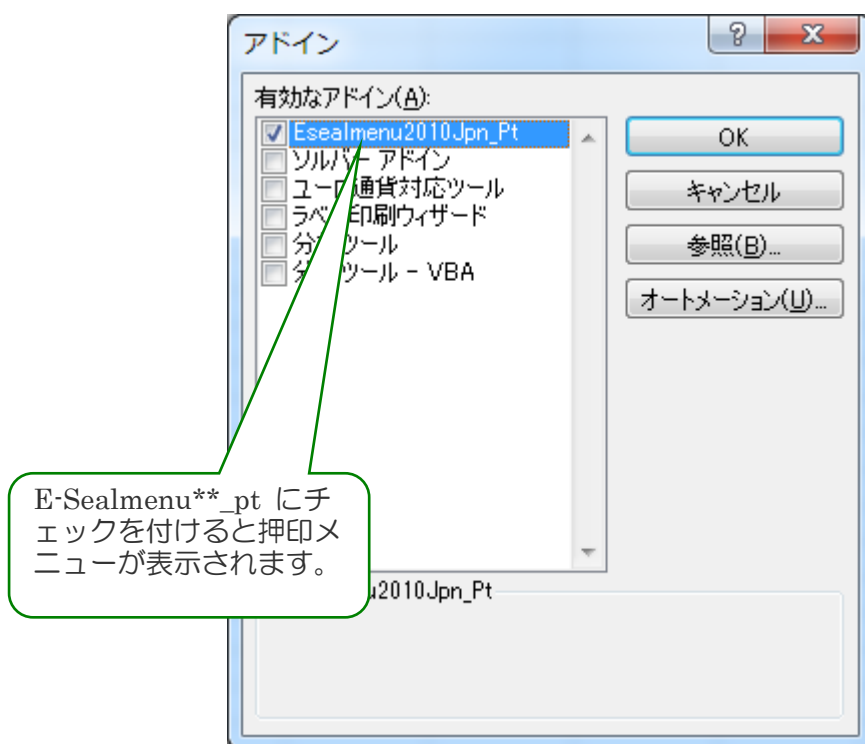 アドイン
有効なアドイン(A):
Esealmenu2010Jpn_Pt
ソルバー アドイン
ユーロ通貨対応ツール
ラベル印刷ウィザード
分析ツール
分析ツール - VBA
OK
キャンセル
参照(B)...
オートメーション(U)...
E-Sealmenu**_pt にチ
ェックを付けると押印メ
ニューが表示されます。
u2010Jpn_Pt